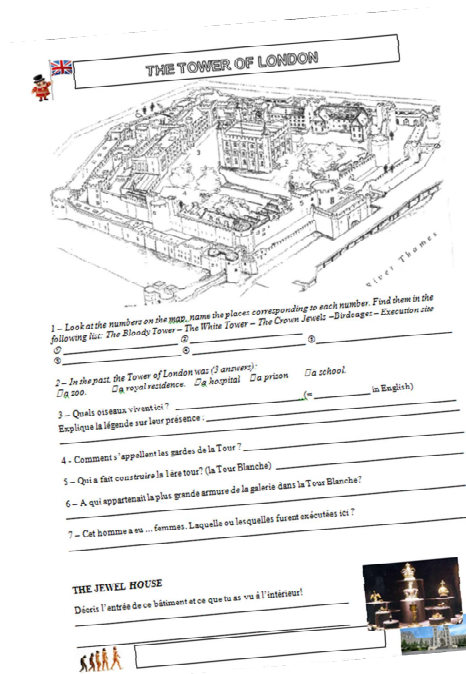 THE TOWER OF LONDON
River Thames
1 – Look at the numbers on the map, name the places corresponding to each number. Find them in the
following list: The Bloody Tower – The White Tower – The Crown Jewels – Birdcages – Execution site
① ② ③
④
2 – In the past, the Tower of London was (3 answers):
a zoo. a royal residence. a hospital a prison a school.
3 – Quels oiseaux vivent ici ? (= in English)
Explique la légende sur leur présence :
4 - Comment s'appellent les gardes de la Tour ?
5 – Qui a fait construire la 1ère tour? (la Tour Blanche)
6 – A qui appartenait la plus grande armure de la galerie dans la Tour Blanche?
7 – Cet homme a eu ... femmes. Laquelle ou lesquelles furent exécutées ici ?
THE JEWEL HOUSE
Décris l'entrée de ce bâtiment et ce que tu as vu à l'intérieur!